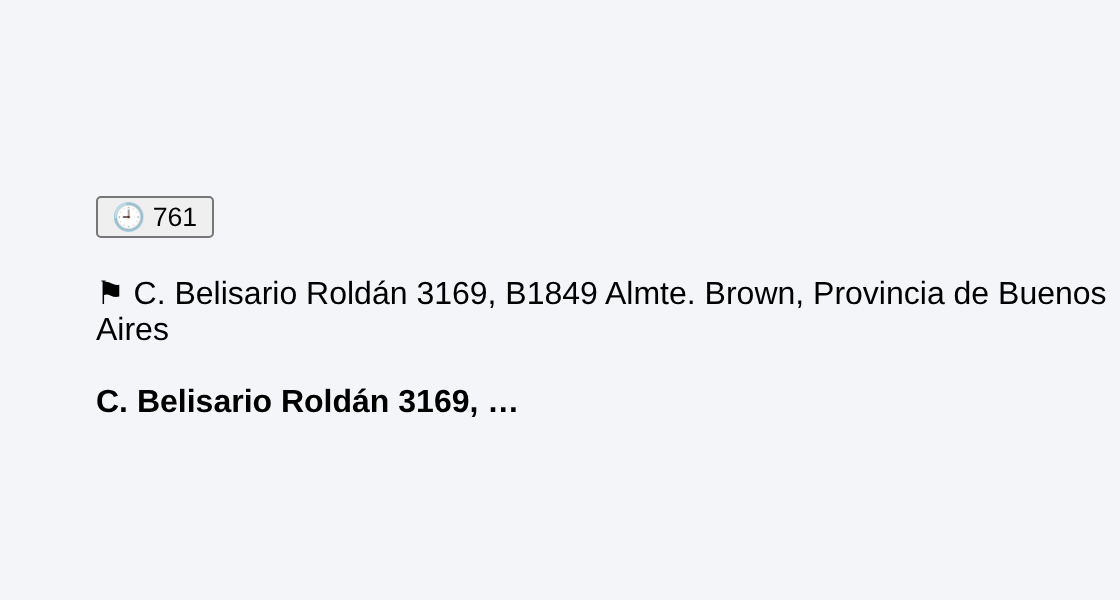 🕘 761
⚑ C. Belisario Roldán 3169, B1849 Almte. Brown, Provincia de Buenos
Aires
C. Belisario Roldán 3169, …